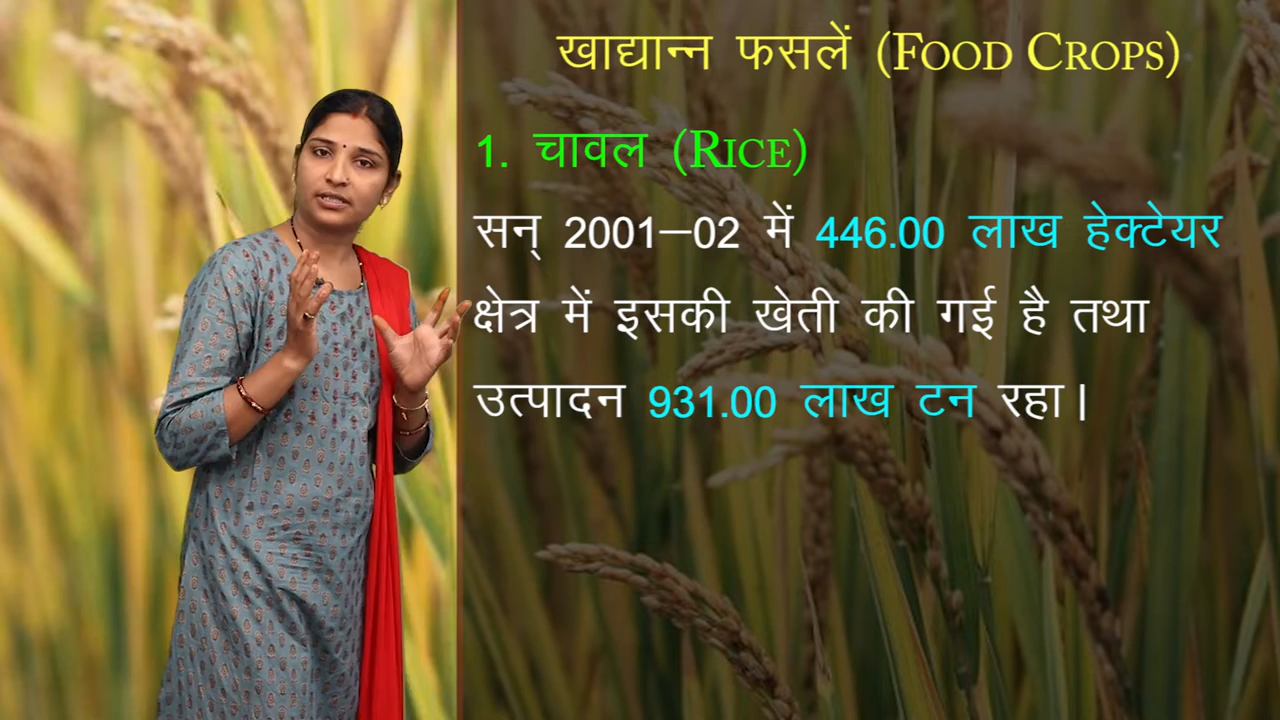 खाद्यान्न फसलें (FOOD CROPS)
1. चावल (RICE)
सन् 2001–02 में 446.00 लाख हेक्टेयर
क्षेत्र में इसकी खेती की गई है तथा
उत्पादन 931.00 लाख टन रहा।